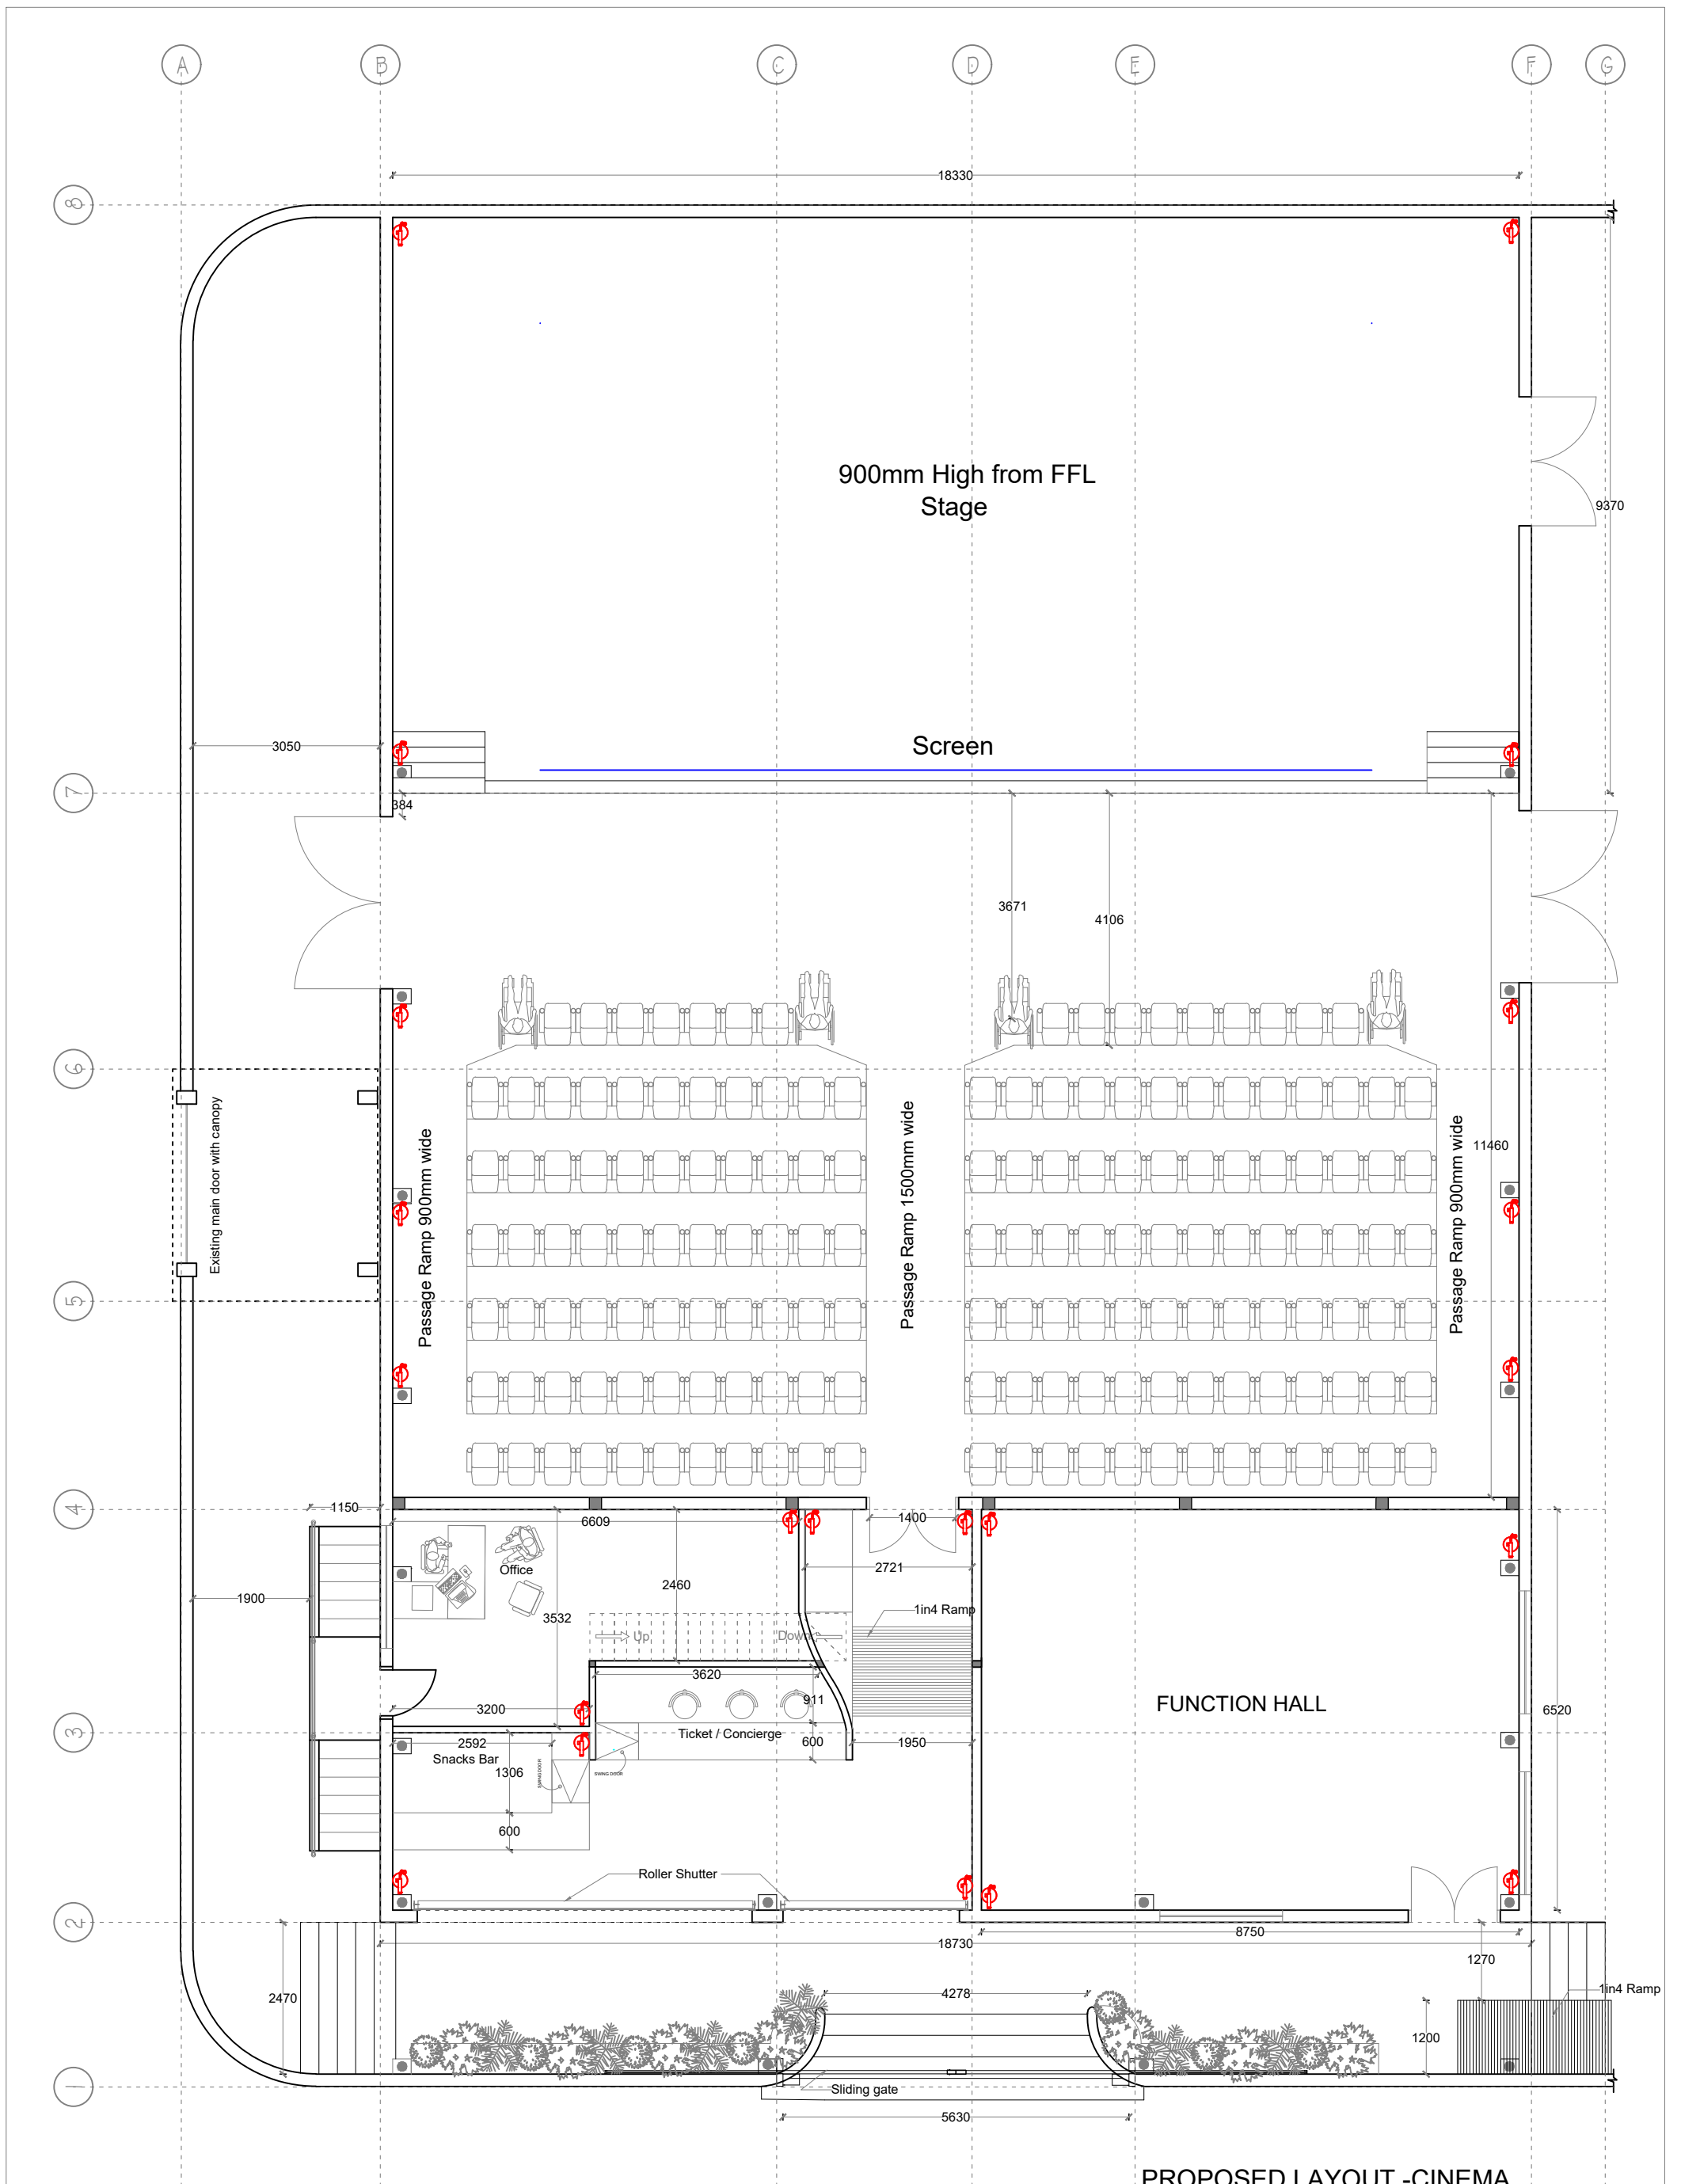 A B C D E F G
18330
8
900mm High from FFL
Stage
9370
Screen
3050
7
384
3671
4106
6
Existing main door with canopy
Passage Ramp 900mm wide
Passage Ramp 1500mm wide
Passage Ramp 900mm wide
11460
5
4
1150
6609
1400
Office
2460
2721
1900
3532
1in4 Ramp
Up
Down
3620
911
3200
FUNCTION HALL
6520
3
Ticket / Concierge
2592
600
1950
Snacks Bar
1306
SWING DOOR
SWING DOOR
600
Roller Shutter
2
8750
18730
1270
2470
4278
1in4 Ramp
1200
1
Sliding gate
5630
PROPOSED LAYOUT -CINEMA